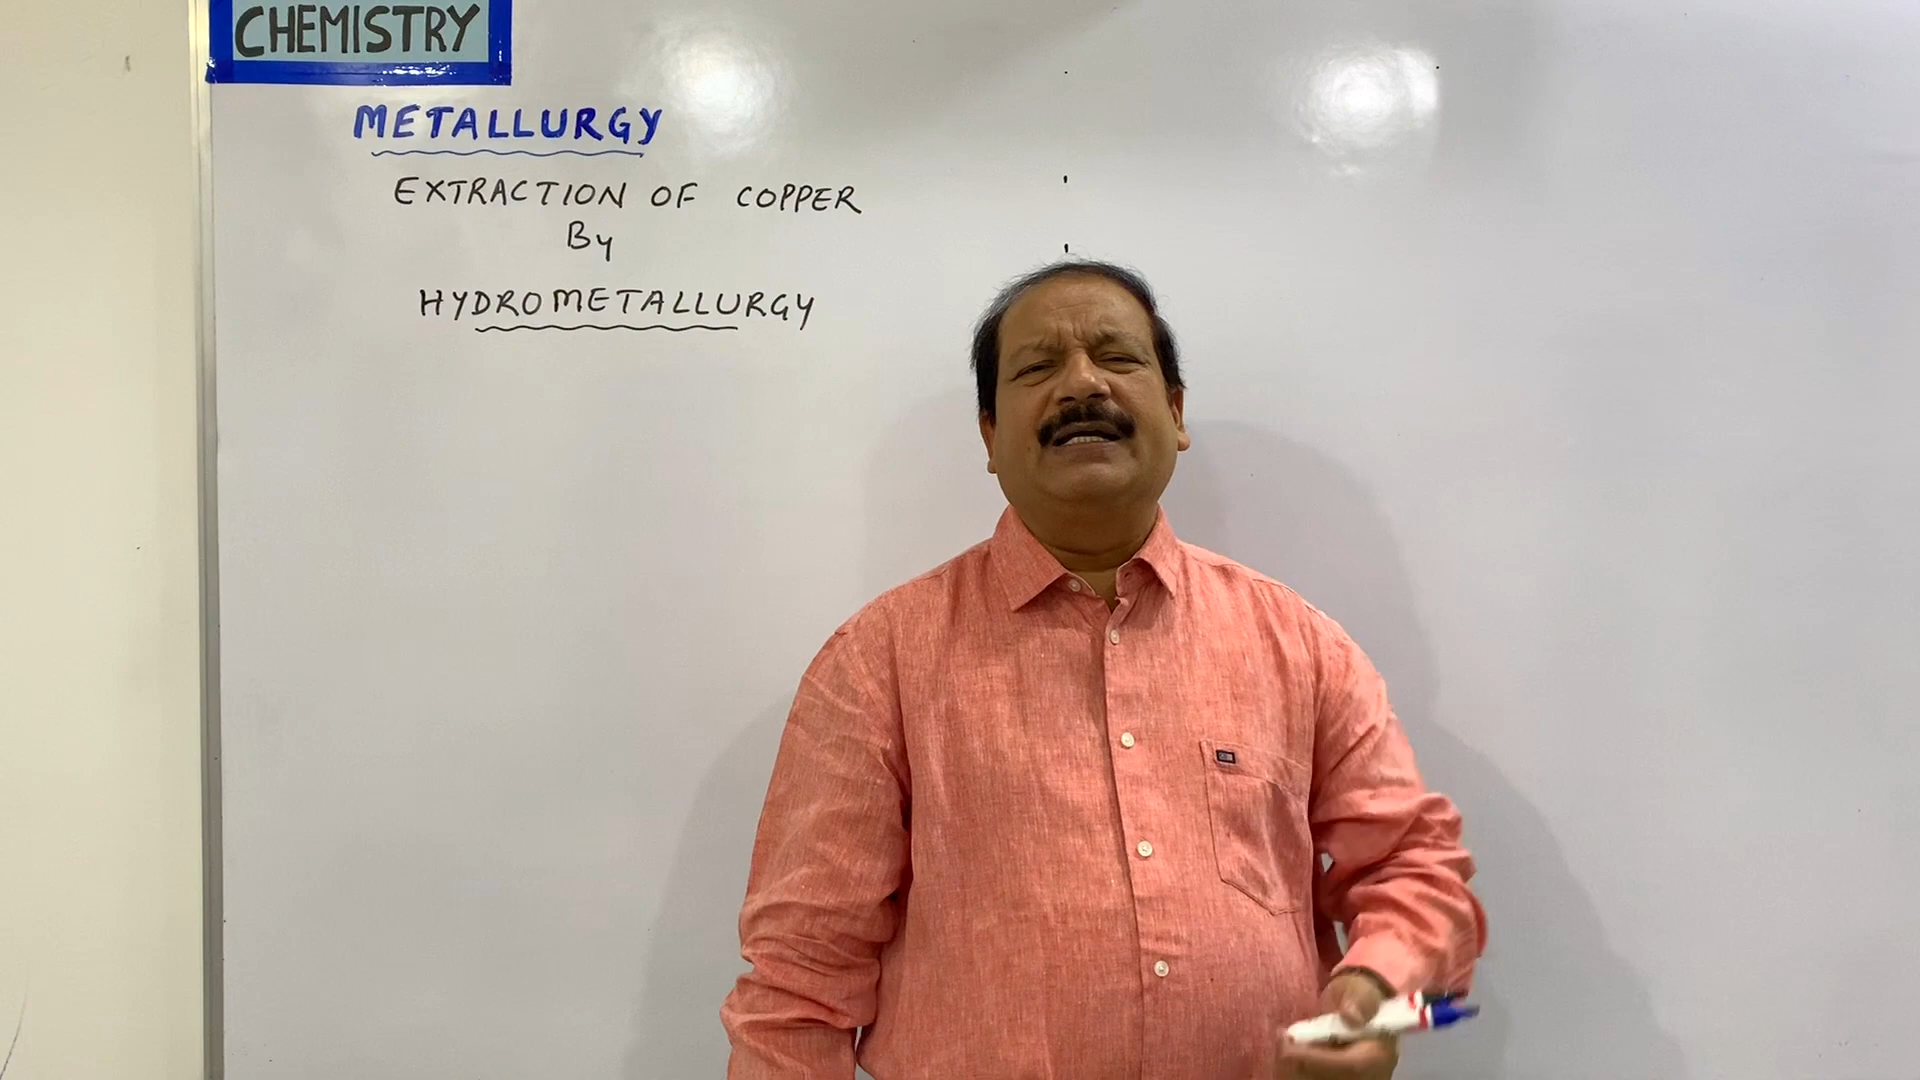 CHEMISTRY
METALLURGY
EXTRACTION OF COPPER
By
HYDROMETALLURGY